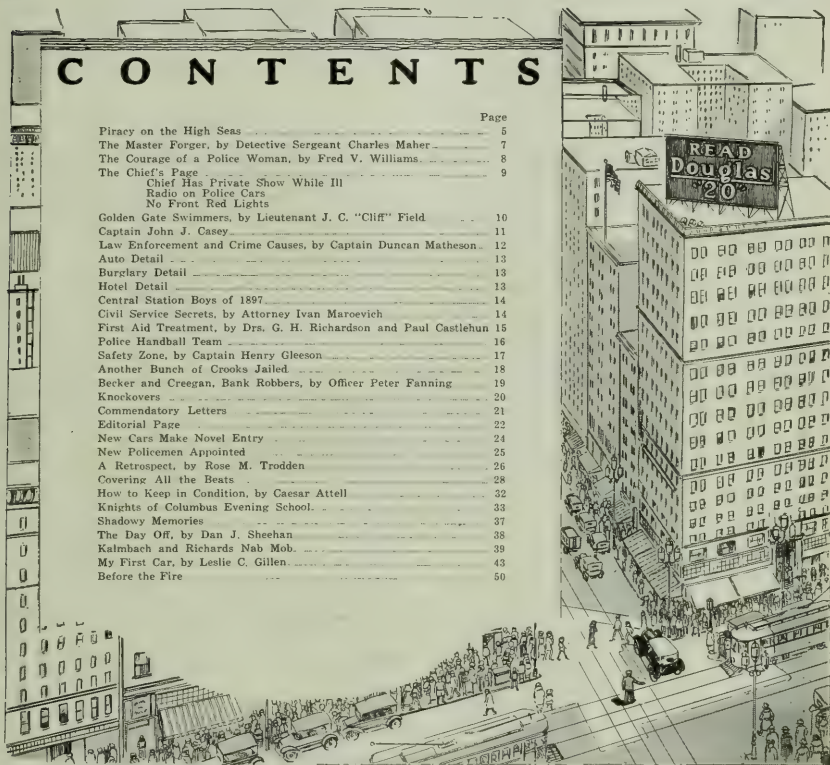 CONTENTS
Page
Piracy on the High Seas 5
The Master Forger, by Detective Sergeant Charles Maher 7
The Courage of a Police Woman, by Fred V. Williams 8
The Chief's Page 9
Chief Has Private Show While Ill
Radio on Police Cars
No Front Red Lights
Golden Gate Swimmers, by Lieutenant J. C. "Cliff" Field 10
Captain John J. Casey 11
Law Enforcement and Crime Causes, by Captain Duncan Matheson 12
Auto Detail 13
Burglary Detail 13
Hotel Detail 13
Central Station Boys of 1897 14
Civil Service Secrets, by Attorney Ivan Maroevich 14
First Aid Treatment, by Drs. G. H. Richardson and Paul Castlehun 15
Police Handball Team 16
Safety Zone, by Captain Henry Gleeson 17
Another Bunch of Crooks Jailed 18
Becker and Creegan, Bank Robbers, by Officer Peter Fanning 19
Knockovers 20
Commendatory Letters 21
Editorial Page 22
New Cars Make Novel Entry 24
New Policemen Appointed 25
A Retrospect, by Rose M. Trodden 26
Covering All the Beats 28
How to Keep in Condition, by Caesar Attell 32
Knights of Columbus Evening School 33
Shadowy Memories 37
The Day Off, by Dan J. Sheehan 38
Kalmbach and Richards Nab Mob 39
My First Car, by Leslie C. Gillen 43
Before the Fire 50
READ
Douglas
"20"